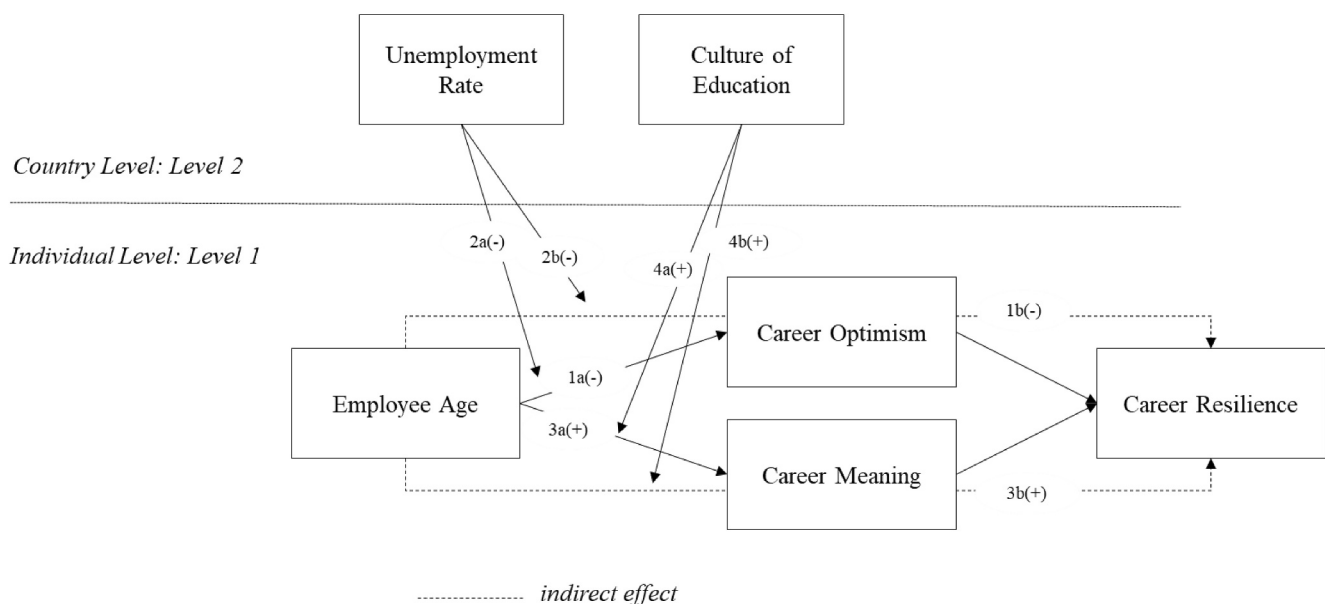 Unemployment
Rate
Culture of
Education
Country Level: Level 2
Individual Level: Level 1
2a(-)
2b(-)
4a(+)
4b(+)
Career Optimism
1b(-)
Employee Age
1a(-)
3a(+)
Career Resilience
Career Meaning
3b(+)
indirect effect